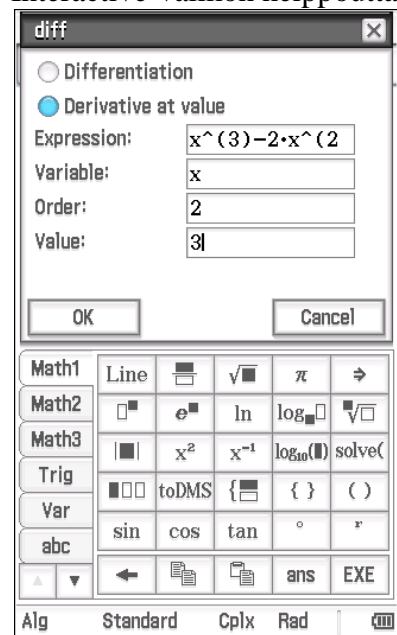 diff
Differentiation
Derivative at value
Expression: x^(3)−2·x^(2
Variable: x
Order: 2
Value: 3
OK Cancel
Math1 Line √■ π ⇒
Math2 □■ e■ ln log■□ ■√□
Math3 |■| x² x⁻¹ log₁₀(■) solve(
Trig ■□□ toDMS { } ( )
Var sin cos tan ° r
abc ans EXE
Alg Standard Cplx Rad